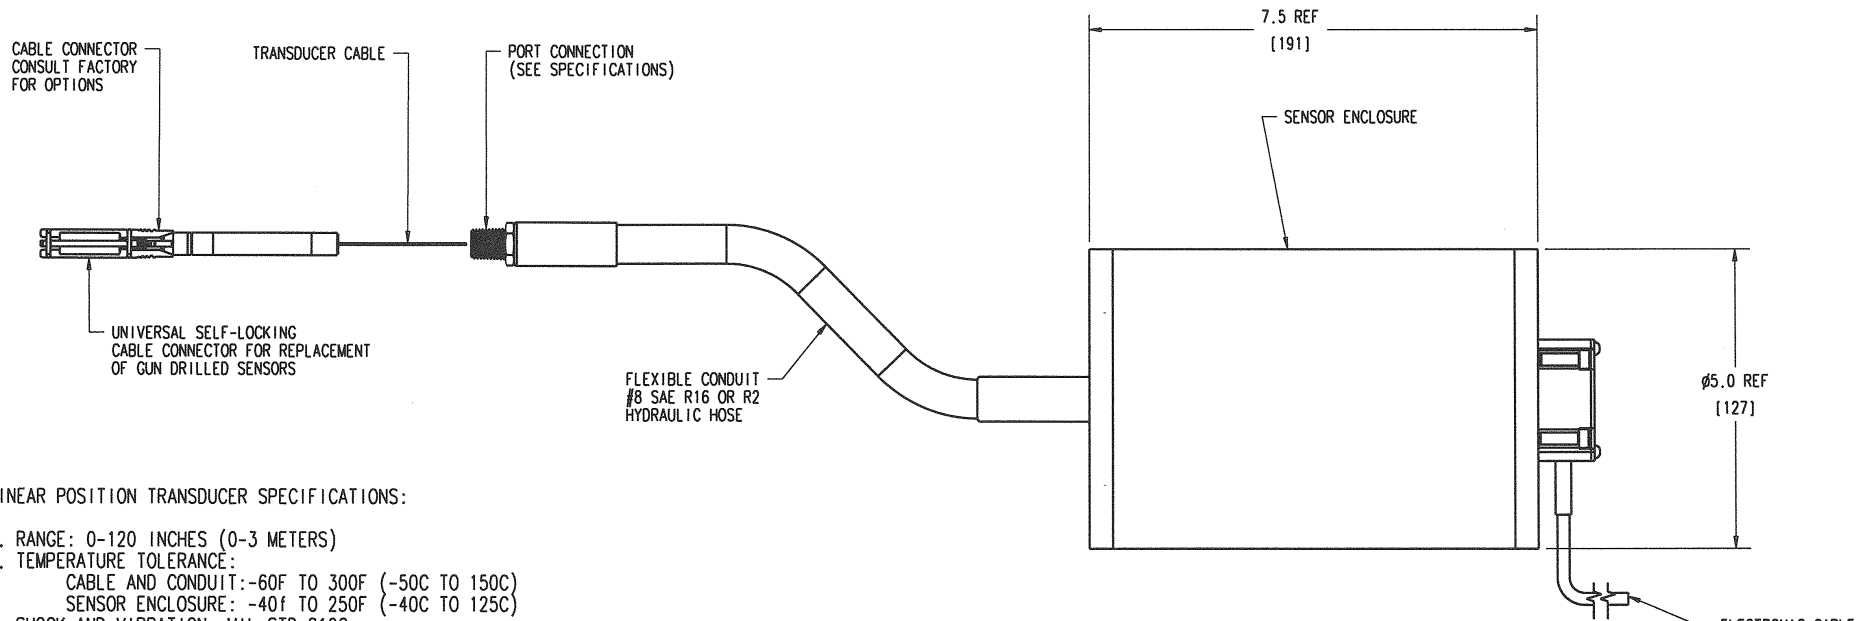 7.5 REF
[191]
CABLE CONNECTOR
CONSULT FACTORY
FOR OPTIONS
TRANSDUCER CABLE
PORT CONNECTION
(SEE SPECIFICATIONS)
SENSOR ENCLOSURE
UNIVERSAL SELF-LOCKING
CABLE CONNECTOR FOR REPLACEMENT
OF GUN DRILLED SENSORS
FLEXIBLE CONDUIT
#8 SAE R16 OR R2
HYDRAULIC HOSE
ø5.0 REF
[127]
INEAR POSITION TRANSDUCER SPECIFICATIONS:
. RANGE: 0-120 INCHES (0-3 METERS)
. TEMPERATURE TOLERANCE:
CABLE AND CONDUIT:-60F TO 300F (-50C TO 150C)
SENSOR ENCLOSURE: -40f TO 250F (-40C TO 125C)
SHOCK AND VIBRATION